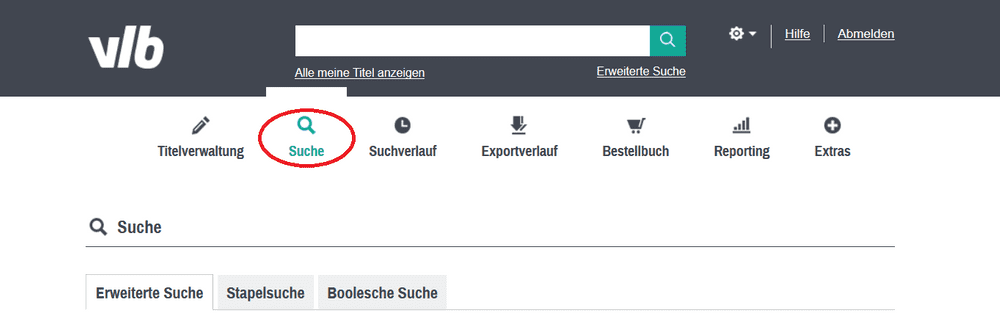 vlb
Hilfe
Abmelden
Alle meine Titel anzeigen
Erweiterte Suche
Titelverwaltung
Suche
Suchverlauf
Exportverlauf
Bestellbuch
Reporting
Extras
Suche
Erweiterte Suche
Stapelsuche
Boolesche Suche